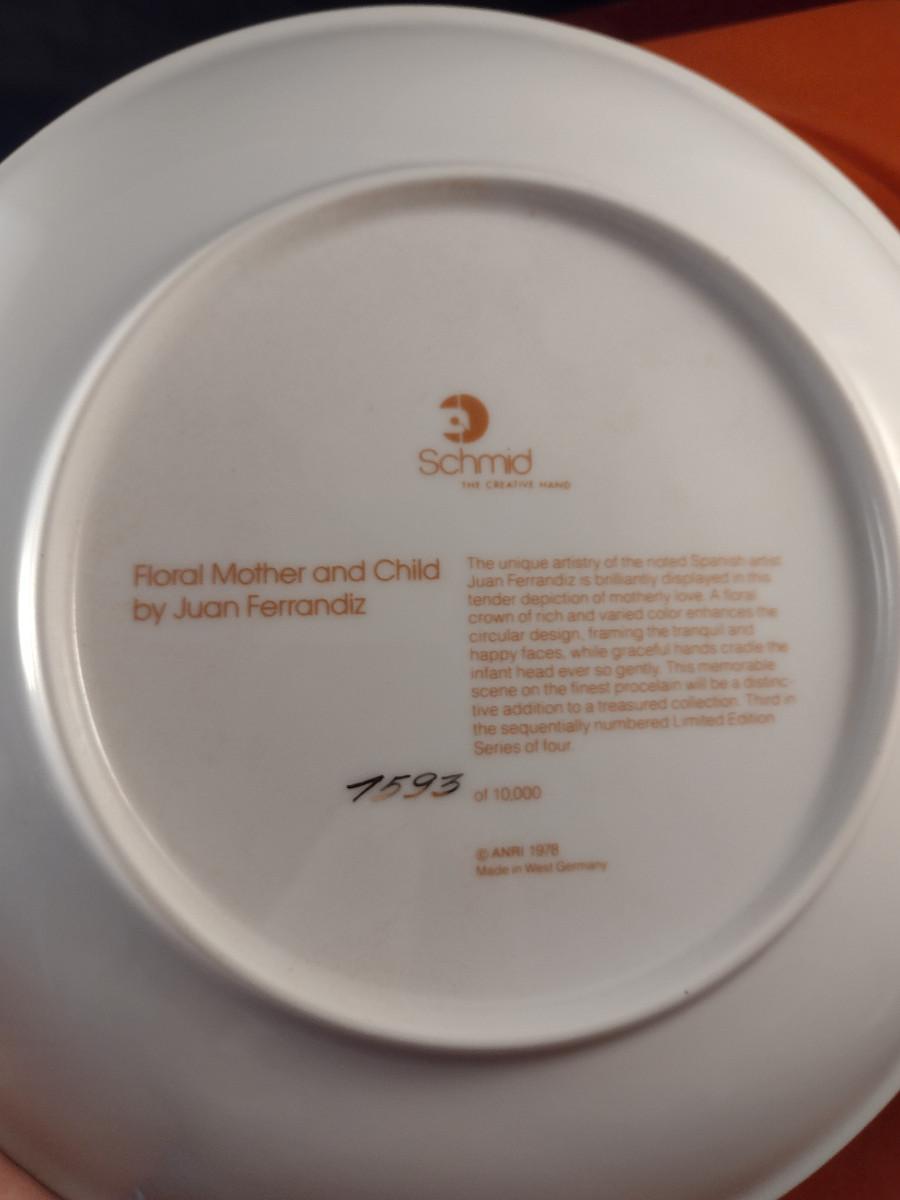 Schmid
THE CREATIVE HAND
Floral Mother and Child
by Juan Ferrandiz
The unique artistry of the noted Spanish artist
Juan Ferrandiz is brilliantly displayed in this
tender depiction of motherly love. A floral
crown of rich and varied color enhances the
circular design, framing the tranquil and
happy faces, while graceful hands cradle the
infant head ever so gently. This memorable
scene on the finest procelain will be a distinc-
tive addition to a treasured collection. Third in
the sequentially numbered Limited Edition
Series of four.
1593 of 10,000
© ANRI 1978
Made in West Germany